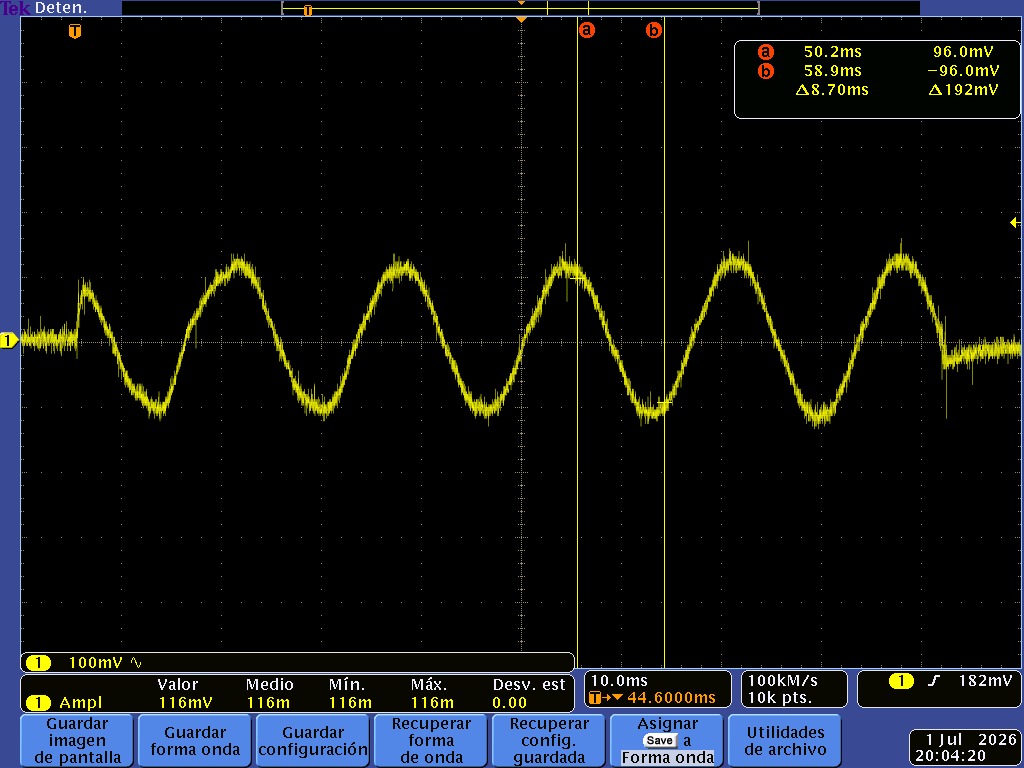 Tek Deten.
T
T
a
b
a 50.2ms 96.0mV
b 58.9ms −96.0mV
Δ8.70ms Δ192mV
1
1 100mV ∿
Valor Medio Mín. Máx. Desv. est
1 Ampl 116mV 116m 116m 116m 0.00
10.0ms
T→▼44.6000ms
100kM/s
10k pts.
1 182mV
Guardar
imagen
de pantalla
Guardar
forma onda
Guardar
configuración
Recuperar
forma
de onda
Recuperar
config.
guardada
Asignar
Save a
Forma onda
Utilidades
de archivo
1 Jul 2026
20:04:20